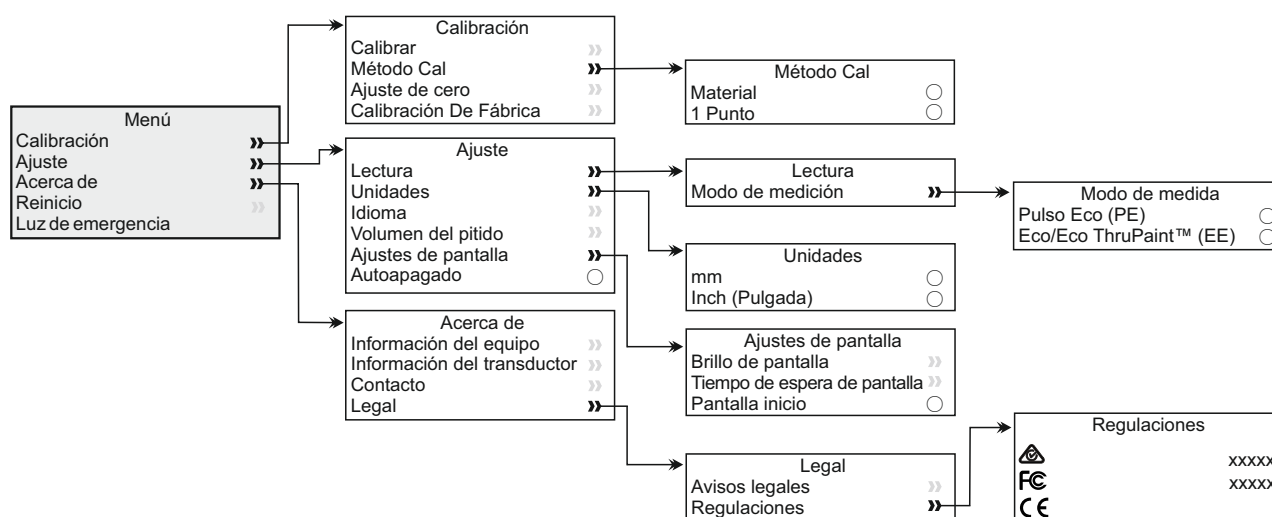 Menú
Calibración
Ajuste
Acerca de
Reinicio
Luz de emergencia
Calibración
Calibrar
Método Cal
Ajuste de cero
Calibración De Fábrica
Método Cal
Material
1 Punto
Ajuste
Lectura
Unidades
Idioma
Volumen del pitido
Ajustes de pantalla
Autoapagado
Lectura
Modo de medición
Modo de medida
Pulso Eco (PE)
Eco/Eco ThruPaint™ (EE)
Unidades
mm
Inch (Pulgada)
Acerca de
Información del equipo
Información del transductor
Contacto
Legal
Ajustes de pantalla
Brillo de pantalla
Tiempo de espera de pantalla
Pantalla inicio
Legal
Avisos legales
Regulaciones
Regulaciones
xxxxx
FC xxxxx
CE